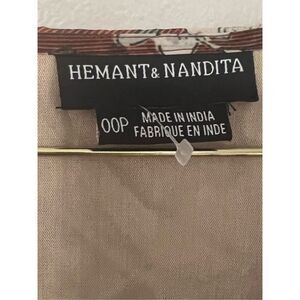 HEMANT & NANDITA
00P
MADE IN INDIA
FABRIQUE EN INDE